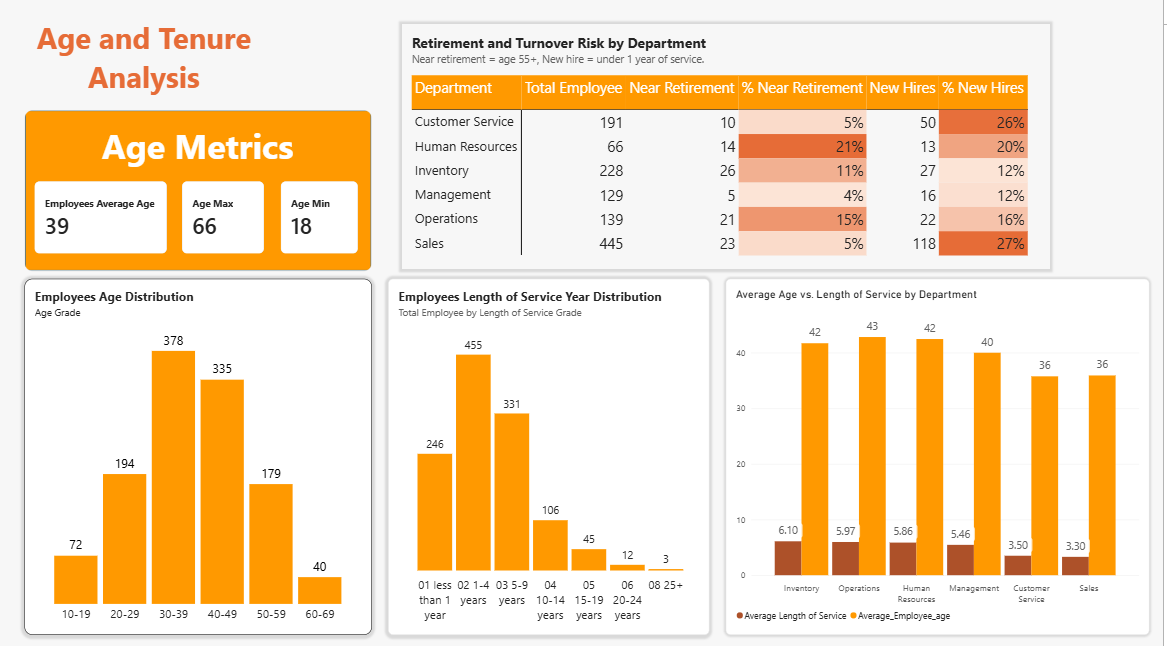 Age and Tenure
Analysis
Age Metrics
Employees Average Age
39
Age Max
66
Age Min
18
Retirement and Turnover Risk by Department
Near retirement = age 55+, New hire = under 1 year of service.
Department Total Employee Near Retirement % Near Retirement New Hires % New Hires
Customer Service 191 10 5% 50 26%
Human Resources 66 14 21% 13 20%
Inventory 228 26 11% 27 12%
Management 129 5 4% 16 12%
Operations 139 21 15% 22 16%
Sales 445 23 5% 118 27%
Employees Age Distribution
Age Grade
72 194 378 335 179 40
10-19 20-29 30-39 40-49 50-59 60-69
Employees Length of Service Year Distribution
Total Employee by Length of Service Grade
246 455 331 106 45 12 3
01 less 02 1-4 03 5-9 04 05 06 08 25+
than 1 years years 10-14 15-19 20-24
year years years years
Average Age vs. Length of Service by Department
42 43 42 40 36 36
40
30
20
10
0
6.10 5.97 5.86 5.46 3.50 3.30
Inventory Operations Human Management Customer Sales
Resources Service
Average Length of Service Average_Employee_age